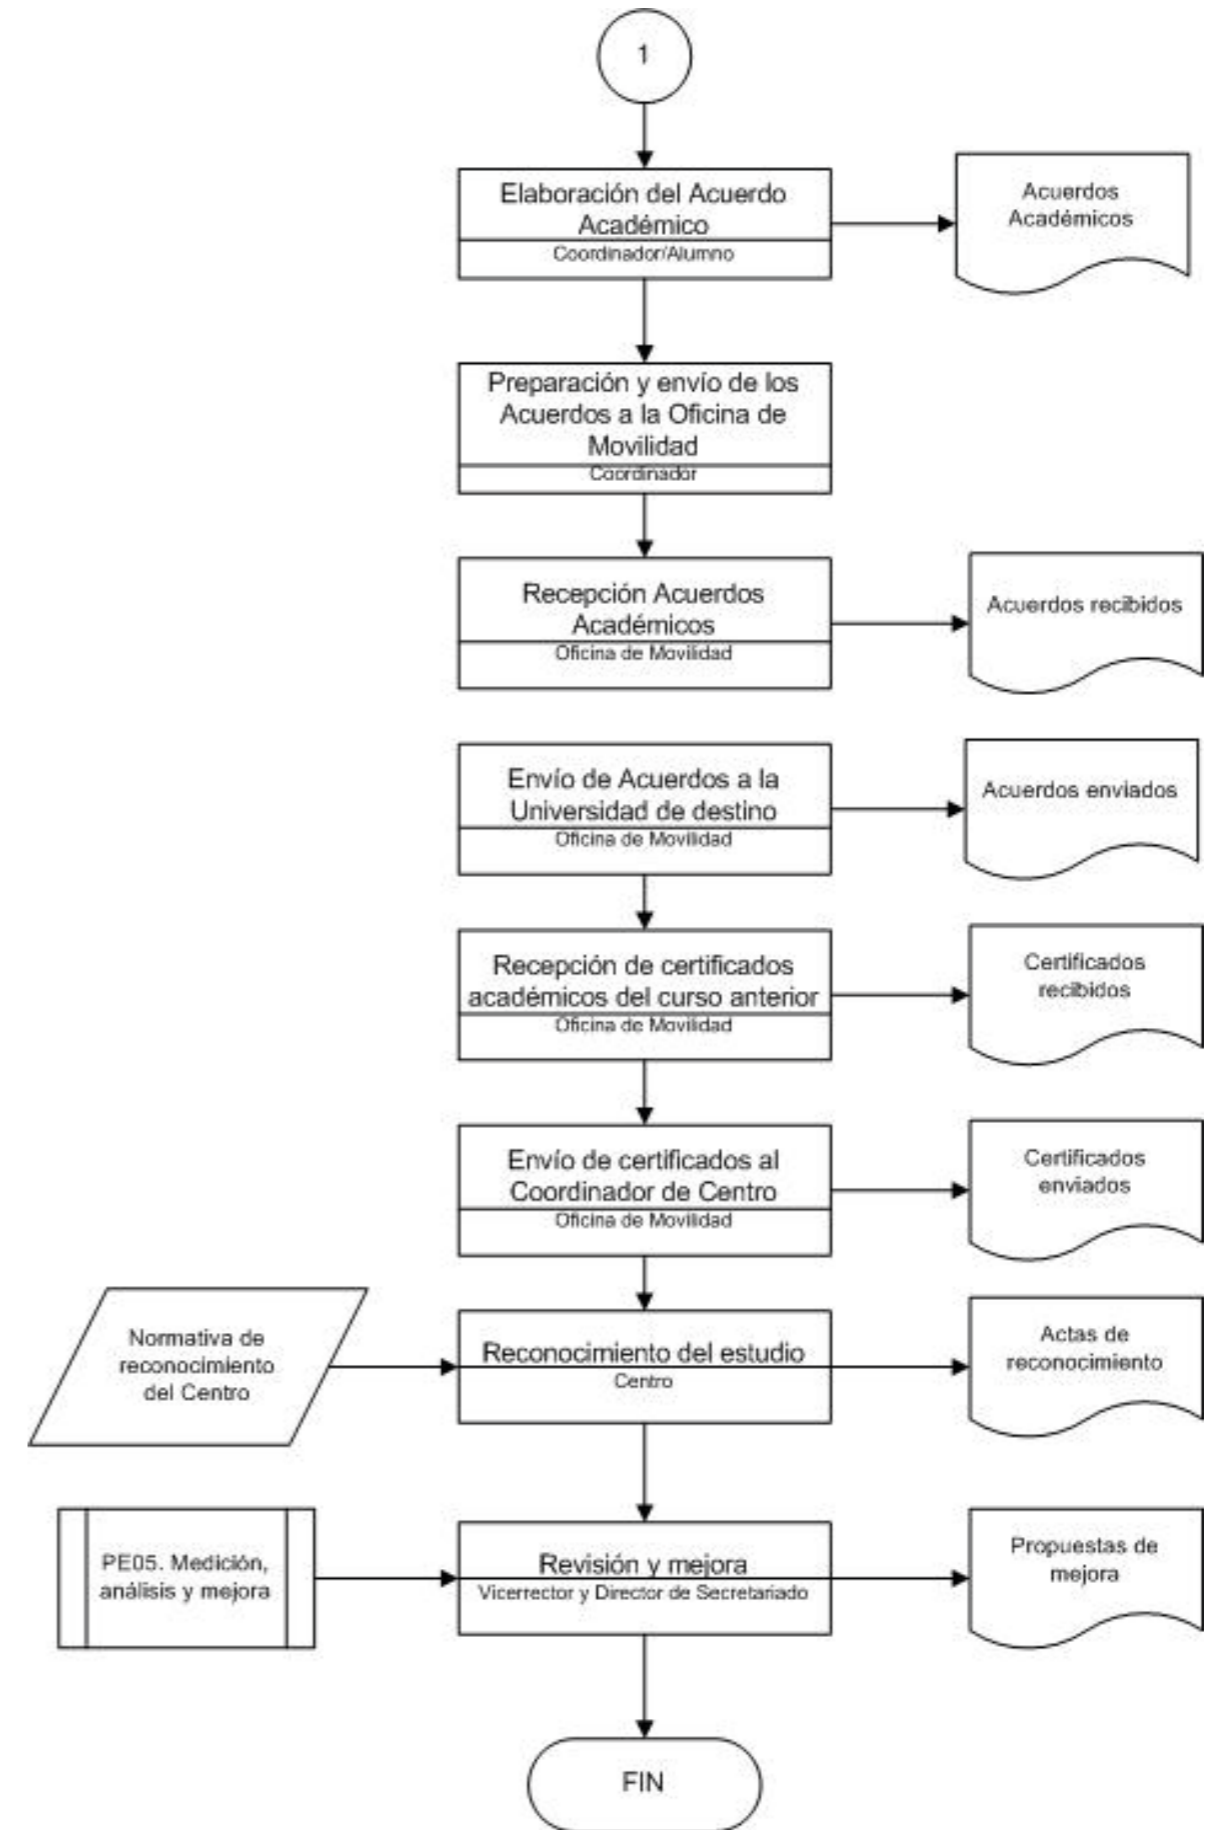 1
Elaboración del Acuerdo
Académico
Coordinador/Alumno
Acuerdos
Académicos
Preparación y envío de los
Acuerdos a la Oficina de
Movilidad
Coordinador
Recepción Acuerdos
Académicos
Oficina de Movilidad
Acuerdos recibidos
Envío de Acuerdos a la
Universidad de destino
Oficina de Movilidad
Acuerdos enviados
Recepción de certificados
académicos del curso anterior
Oficina de Movilidad
Certificados
recibidos
Envío de certificados al
Coordinador de Centro
Oficina de Movilidad
Certificados
enviados
Normativa de
reconocimiento
del Centro
Reconocimiento del estudio
Centro
Actas de
reconocimiento
PE05. Medición,
análisis y mejora
Revisión y mejora
Vicerrector y Director de Secretariado
Propuestas de
mejora
FIN